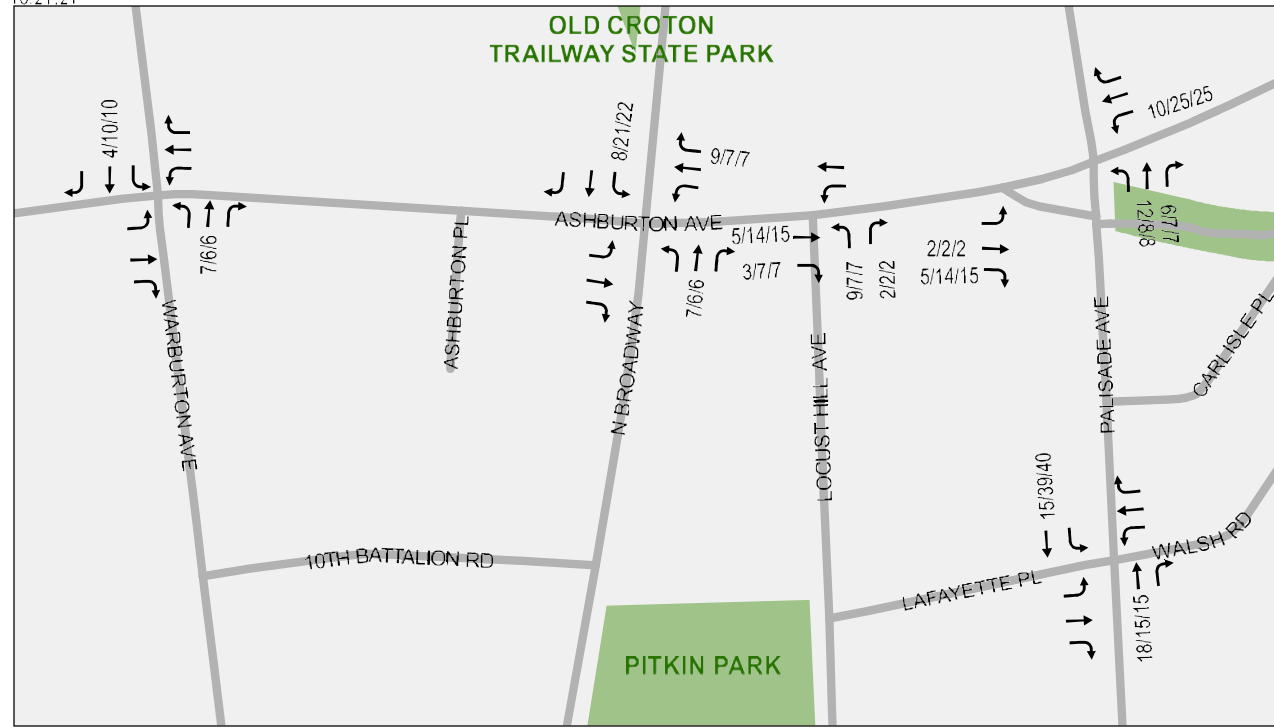 OLD CROTON
TRAILWAY STATE PARK
4/10/10
8/21/22
10/25/25
9/7/7
7/6/6
ASHBURTON AVE
5/14/15
3/7/7
7/6/6
9/7/7
2/2/2
2/2/2
5/14/15
12/8/8
6/7/7
WARBURTON AVE
ASHBURTON PL
N BROADWAY
LOCUST HILL AVE
PALISADE AVE
CARLISLE PL
15/39/40
10TH BATTALION RD
LAFAYETTE PL
WALSH RD
18/15/15
PITKIN PARK